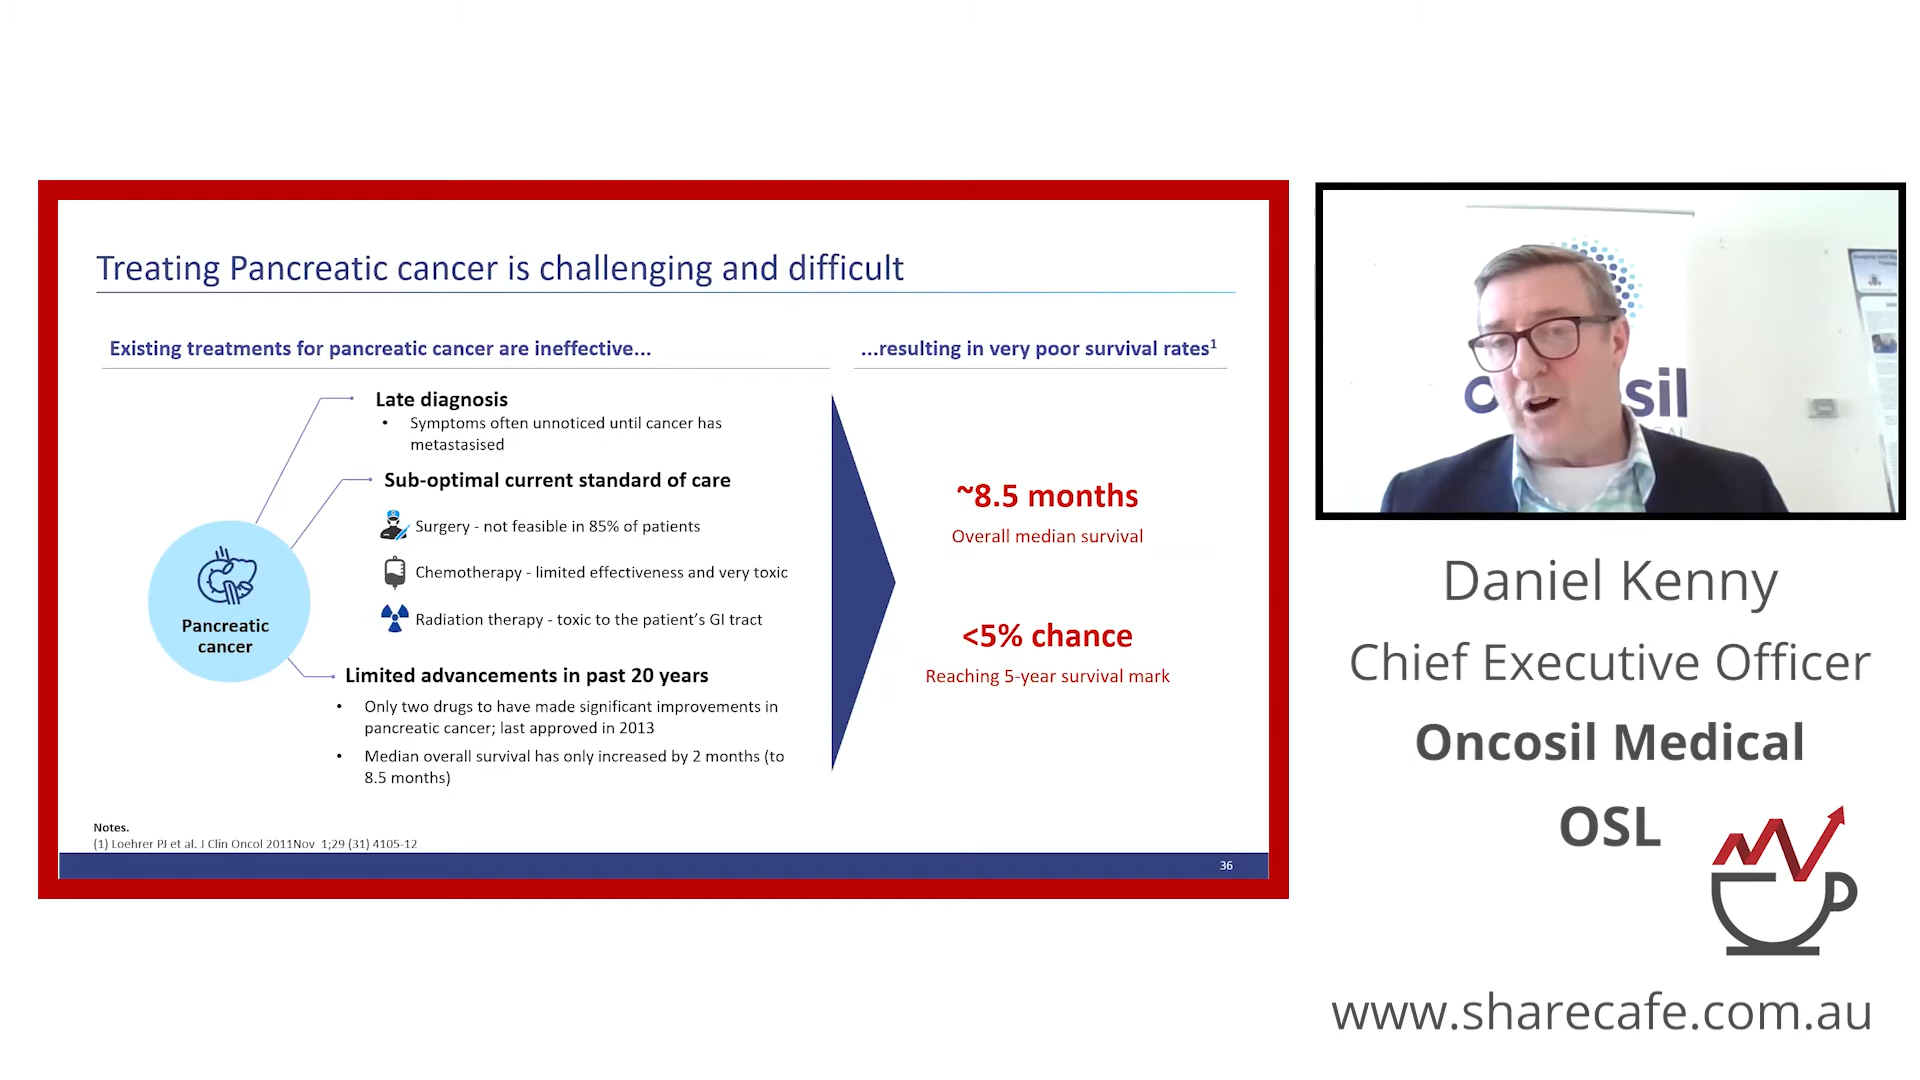 Treating Pancreatic cancer is challenging and difficult
Existing treatments for pancreatic cancer are ineffective...
...resulting in very poor survival rates¹
Late diagnosis
• Symptoms often unnoticed until cancer has
metastasised
Sub-optimal current standard of care
Surgery - not feasible in 85% of patients
Chemotherapy - limited effectiveness and very toxic
Radiation therapy - toxic to the patient's GI tract
Pancreatic
cancer
Limited advancements in past 20 years
• Only two drugs to have made significant improvements in
pancreatic cancer; last approved in 2013
• Median overall survival has only increased by 2 months (to
8.5 months)
~8.5 months
Overall median survival
<5% chance
Reaching 5-year survival mark
Notes.
(1) Loehrer PJ et al. J Clin Oncol 2011Nov 1;29 (31) 4105-12
36
sil
Daniel Kenny
Chief Executive Officer
Oncosil Medical
OSL
www.sharecafe.com.au